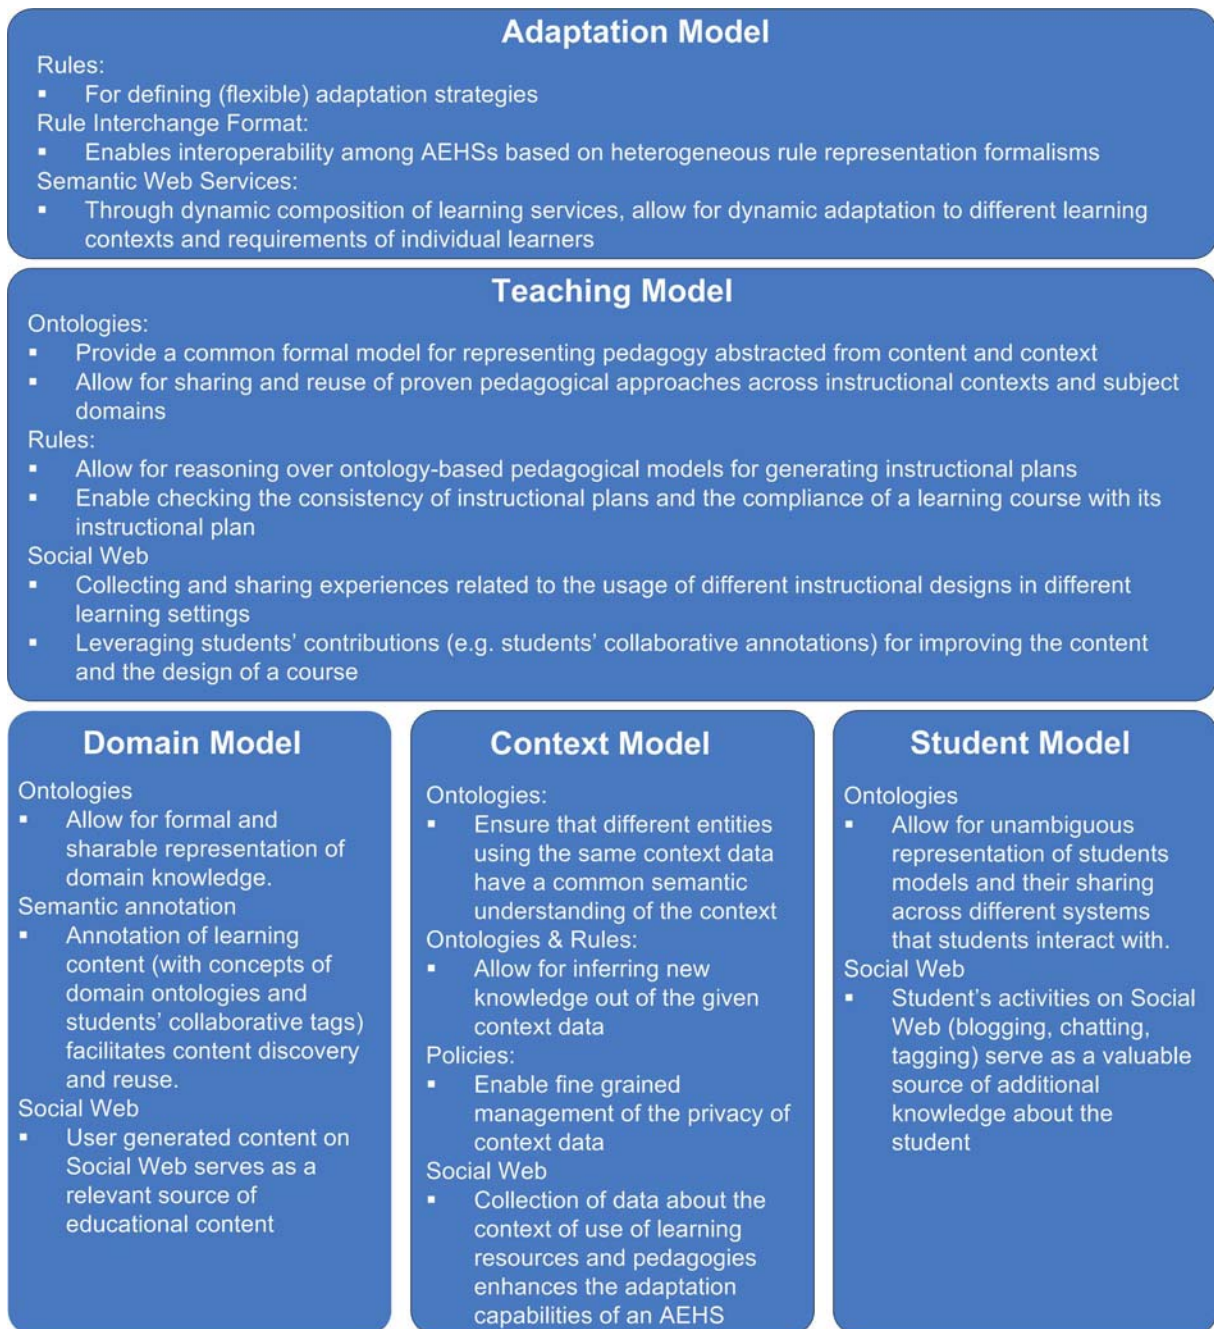 Adaptation Model
Rules:
▪ For defining (flexible) adaptation strategies
Rule Interchange Format:
▪ Enables interoperability among AEHSs based on heterogeneous rule representation formalisms
Semantic Web Services:
▪ Through dynamic composition of learning services, allow for dynamic adaptation to different learning
contexts and requirements of individual learners
Teaching Model
Ontologies:
▪ Provide a common formal model for representing pedagogy abstracted from content and context
▪ Allow for sharing and reuse of proven pedagogical approaches across instructional contexts and subject
domains
Rules:
▪ Allow for reasoning over ontology-based pedagogical models for generating instructional plans
▪ Enable checking the consistency of instructional plans and the compliance of a learning course with its
instructional plan
Social Web
▪ Collecting and sharing experiences related to the usage of different instructional designs in different
learning settings
▪ Leveraging students’ contributions (e.g. students’ collaborative annotations) for improving the content
and the design of a course
Domain Model
Ontologies
▪ Allow for formal and
sharable representation of
domain knowledge.
Semantic annotation
▪ Annotation of learning
content (with concepts of
domain ontologies and
students’ collaborative tags)
facilitates content discovery
and reuse.
Social Web
▪ User generated content on
Social Web serves as a
relevant source of
educational content
Context Model
Ontologies:
▪ Ensure that different entities
using the same context data
have a common semantic
understanding of the context
Ontologies & Rules:
▪ Allow for inferring new
knowledge out of the given
context data
Policies:
▪ Enable fine grained
management of the privacy of
context data
Social Web
▪ Collection of data about the
context of use of learning
resources and pedagogies
enhances the adaptation
capabilities of an AEHS
Student Model
Ontologies
▪ Allow for unambiguous
representation of students
models and their sharing
across different systems
that students interact with.
Social Web
▪ Student’s activities on Social
Web (blogging, chatting,
tagging) serve as a valuable
source of additional
knowledge about the
student